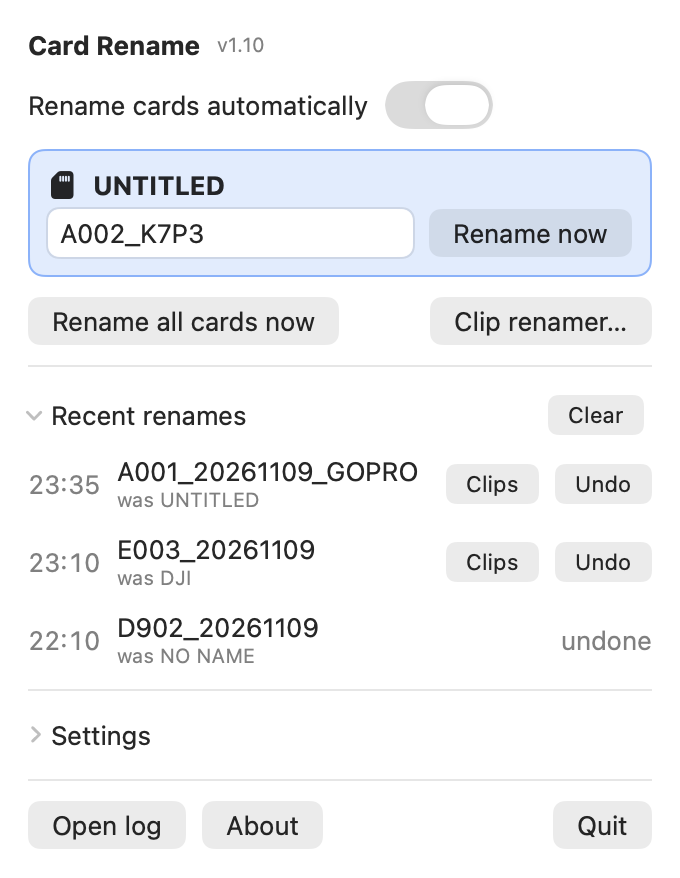 Card Rename v1.10
Rename cards automatically
UNTITLED
A002_K7P3 Rename now
Rename all cards now Clip renamer...
Recent renames Clear
23:35 A001_20261109_GOPRO Clips Undo
was UNTITLED
23:10 E003_20261109 Clips Undo
was DJI
22:10 D902_20261109 undone
was NO NAME
Settings
Open log About Quit